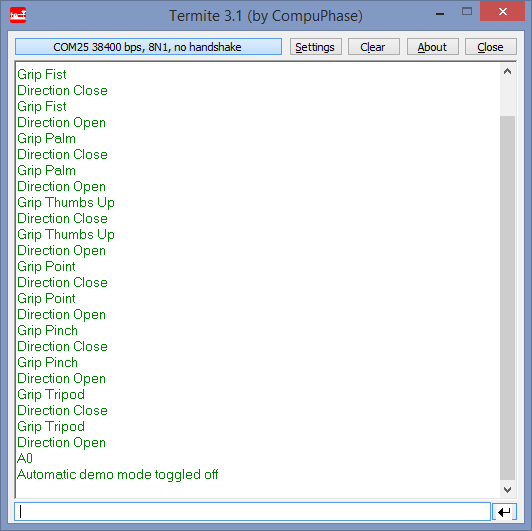 Termite 3.1 (by CompuPhase)
COM25 38400 bps, 8N1, no handshake
Settings
Clear
About
Close
Grip Fist
Direction Close
Grip Fist
Direction Open
Grip Palm
Direction Close
Grip Palm
Direction Open
Grip Thumbs Up
Direction Close
Grip Thumbs Up
Direction Open
Grip Point
Direction Close
Grip Point
Direction Open
Grip Pinch
Direction Close
Grip Pinch
Direction Open
Grip Tripod
Direction Close
Grip Tripod
Direction Open
A0
Automatic demo mode toggled off